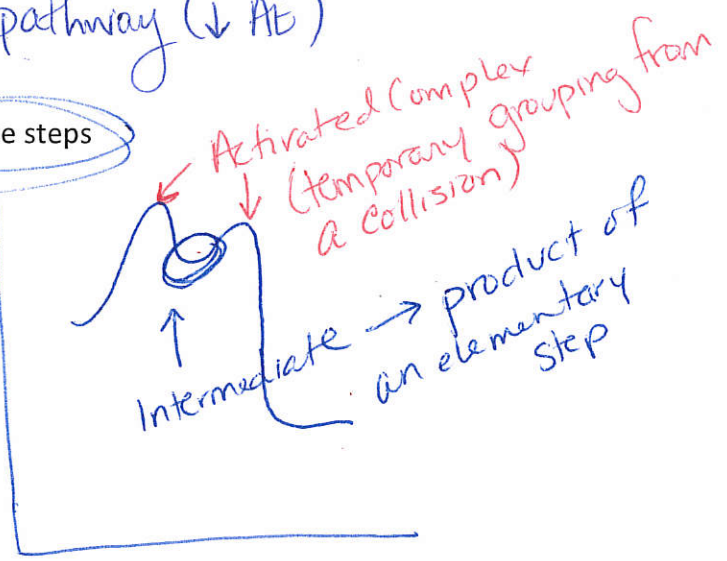 pathway (↓ AE)
e steps
Activated Complex
(temporary grouping from
a collision)
Intermediate → product of
an elementary
step